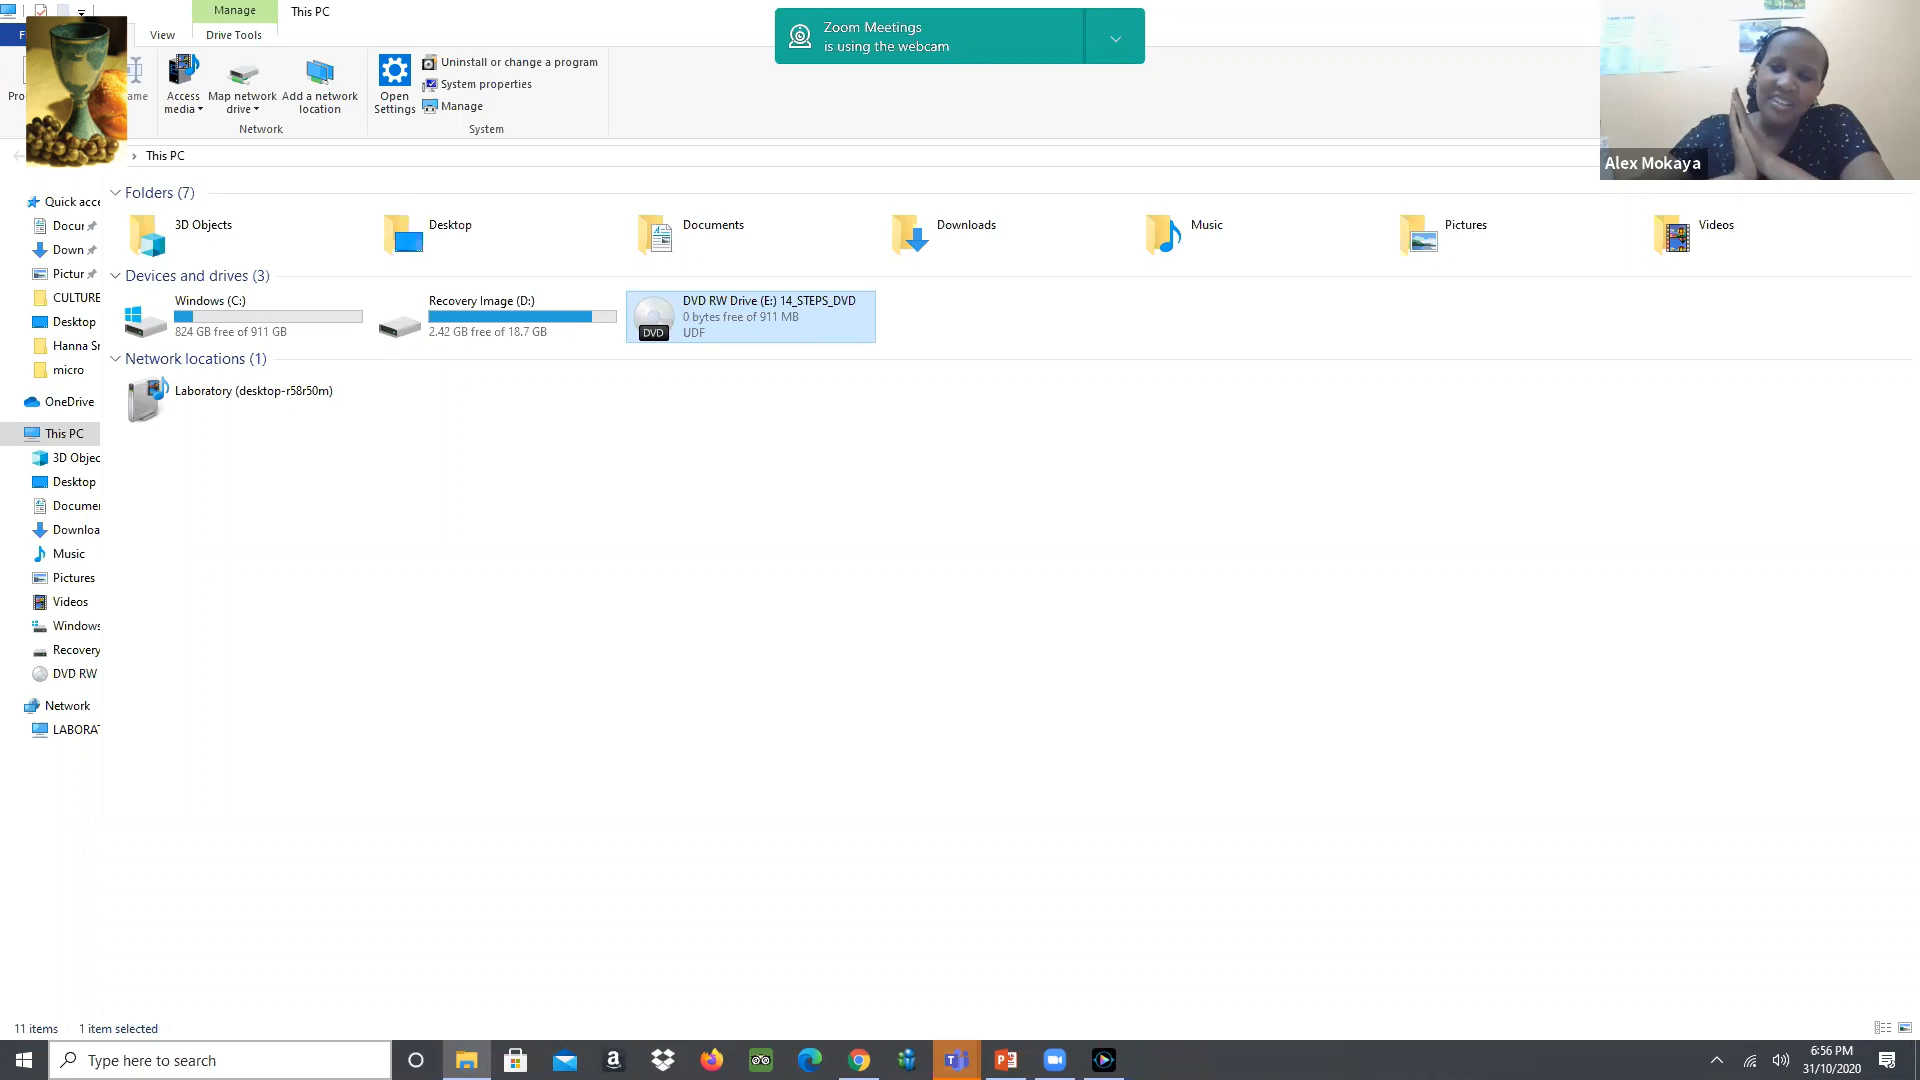 Manage
This PC
View
Drive Tools
Access media
Map network drive
Add a network location
Network
Open Settings
Uninstall or change a program
System properties
Manage
System
Zoom Meetings
is using the webcam
Alex Mokaya
This PC
Quick acce
Docur
Down
Pictur
CULTURE
Desktop
Hanna Sr
micro
OneDrive
This PC
3D Objec
Desktop
Documer
Downloa
Music
Pictures
Videos
Windows
Recovery
DVD RW
Network
LABORAT
Folders (7)
3D Objects
Desktop
Documents
Downloads
Music
Pictures
Videos
Devices and drives (3)
Windows (C:)
824 GB free of 911 GB
Recovery Image (D:)
2.42 GB free of 18.7 GB
DVD RW Drive (E:) 14_STEPS_DVD
0 bytes free of 911 MB
UDF
DVD
Network locations (1)
Laboratory (desktop-r58r50m)
11 items
1 item selected
Type here to search
6:56 PM
31/10/2020